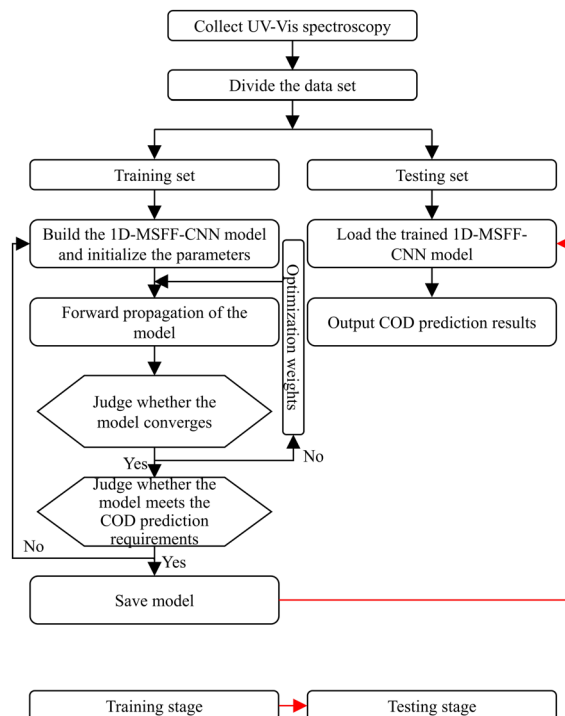 Collect UV-Vis spectroscopy
Divide the data set
Training set
Testing set
Build the 1D-MSFF-CNN model
and initialize the parameters
Load the trained 1D-MSFF-
CNN model
Optimization weights
Forward propagation of the
model
Output COD prediction results
Judge whether the
model converges
Yes
No
Judge whether the
model meets the
COD prediction
requirements
No
Yes
Save model
Training stage
Testing stage